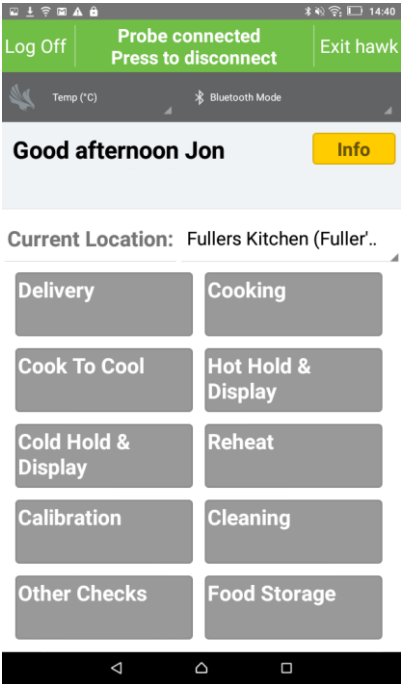 14:40
Log Off
Probe connected
Press to disconnect
Exit hawk
Temp (°C)
Bluetooth Mode
Good afternoon Jon
Info
Current Location:
Fullers Kitchen (Fuller'..
Delivery
Cooking
Cook To Cool
Hot Hold &
Display
Cold Hold &
Display
Reheat
Calibration
Cleaning
Other Checks
Food Storage